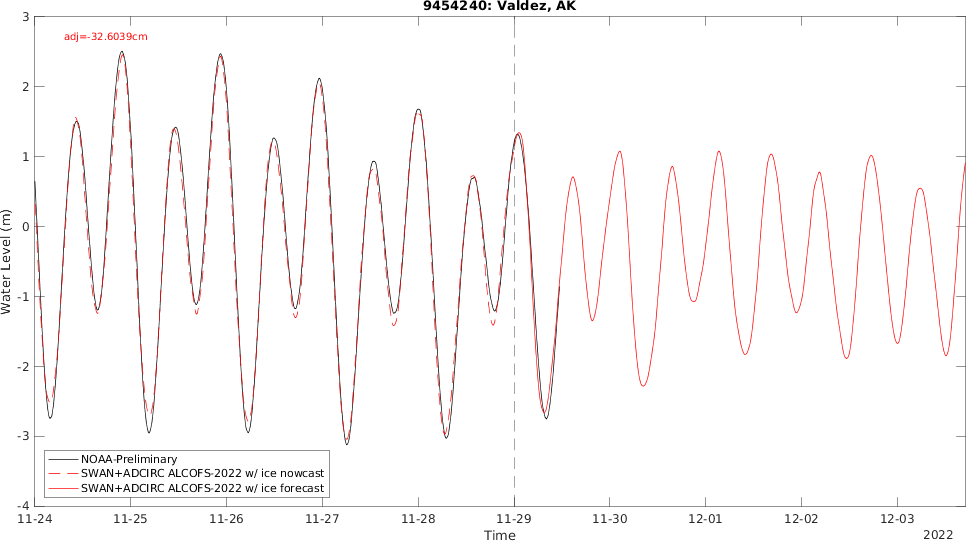 9454240: Valdez, AK
adj=-32.6039cm
3
2
1
0
-1
-2
-3
-4
Water Level (m)
NOAA-Preliminary
SWAN+ADCIRC ALCOFS-2022 w/ ice nowcast
SWAN+ADCIRC ALCOFS-2022 w/ ice forecast
11-24 11-25 11-26 11-27 11-28 11-29 11-30 12-01 12-02 12-03
Time
2022